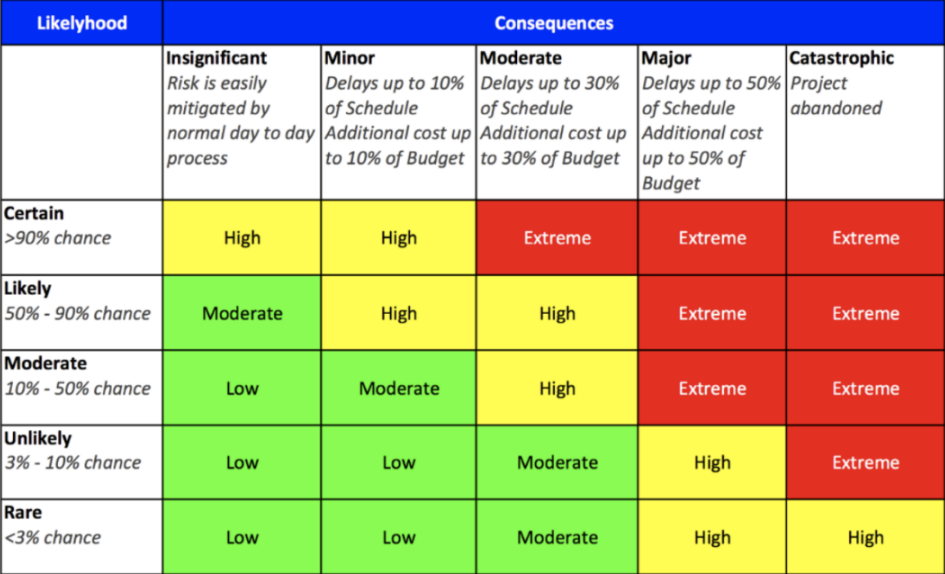 Likelyhood
Consequences
Insignificant
Risk is easily
mitigated by
normal day to day
process
Minor
Delays up to 10%
of Schedule
Additional cost up
to 10% of Budget
Moderate
Delays up to 30%
of Schedule
Additional cost up
to 30% of Budget
Major
Delays up to 50%
of Schedule
Additional cost
up to 50% of
Budget
Catastrophic
Project
abandoned
Certain
>90% chance
High
High
Extreme
Extreme
Extreme
Likely
50% - 90% chance
Moderate
High
High
Extreme
Extreme
Moderate
10% - 50% chance
Low
Moderate
High
Extreme
Extreme
Unlikely
3% - 10% chance
Low
Low
Moderate
High
Extreme
Rare
<3% chance
Low
Low
Moderate
High
High